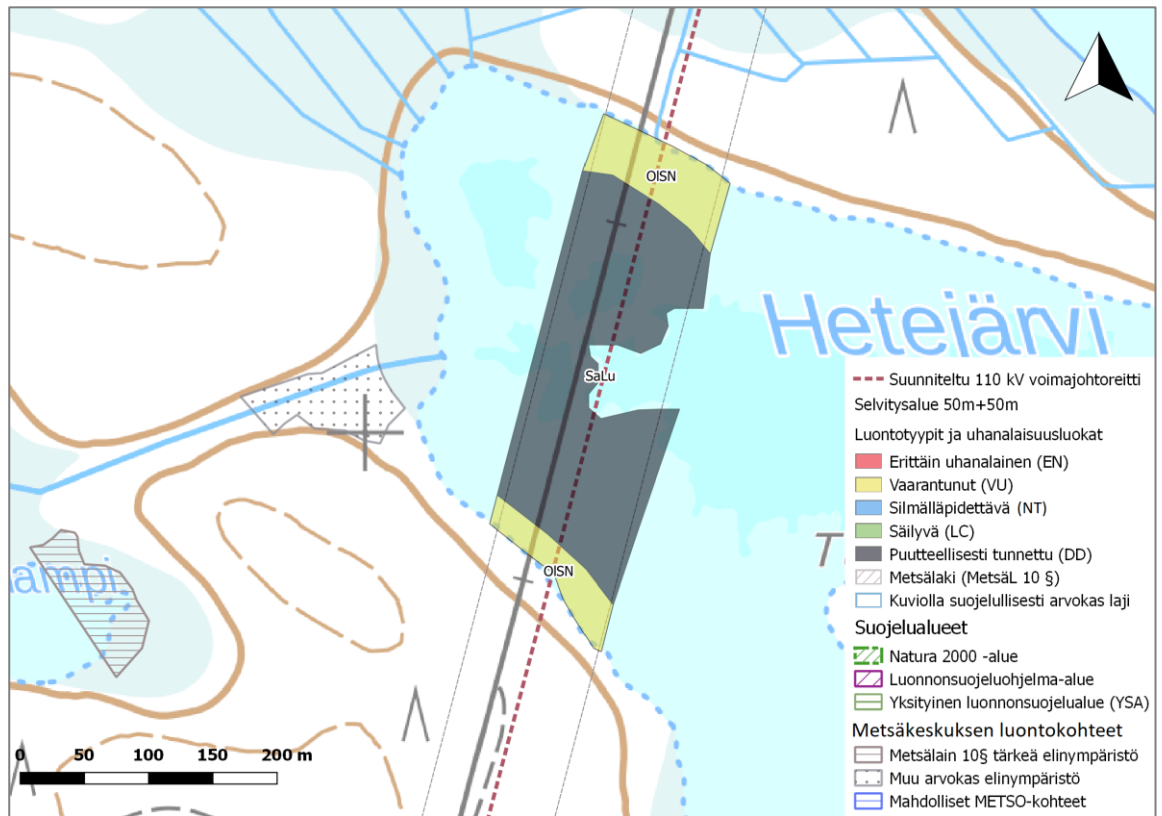 OlSN
Hetejärvi
SaLu
OlSN
T
ampi
0 50 100 150 200 m
Suunniteltu 110 kV voimajohtoreitti
Selvitysalue 50m+50m
Luontotyypit ja uhanalaisuusluokat
Erittäin uhanalainen (EN)
Vaarantunut (VU)
Silmälläpidettävä (NT)
Säilyvä (LC)
Puutteellisesti tunnettu (DD)
Metsälaki (MetsäL 10 §)
Kuviolla suojelullisesti arvokas laji
Suojelualueet
Natura 2000 -alue
Luonnonsuojeluohjelma-alue
Yksityinen luonnonsuojelualue (YSA)
Metsäkeskuksen luontokohteet
Metsälain 10§ tärkeä elinympäristö
Muu arvokas elinympäristö
Mahdolliset METSO-kohteet